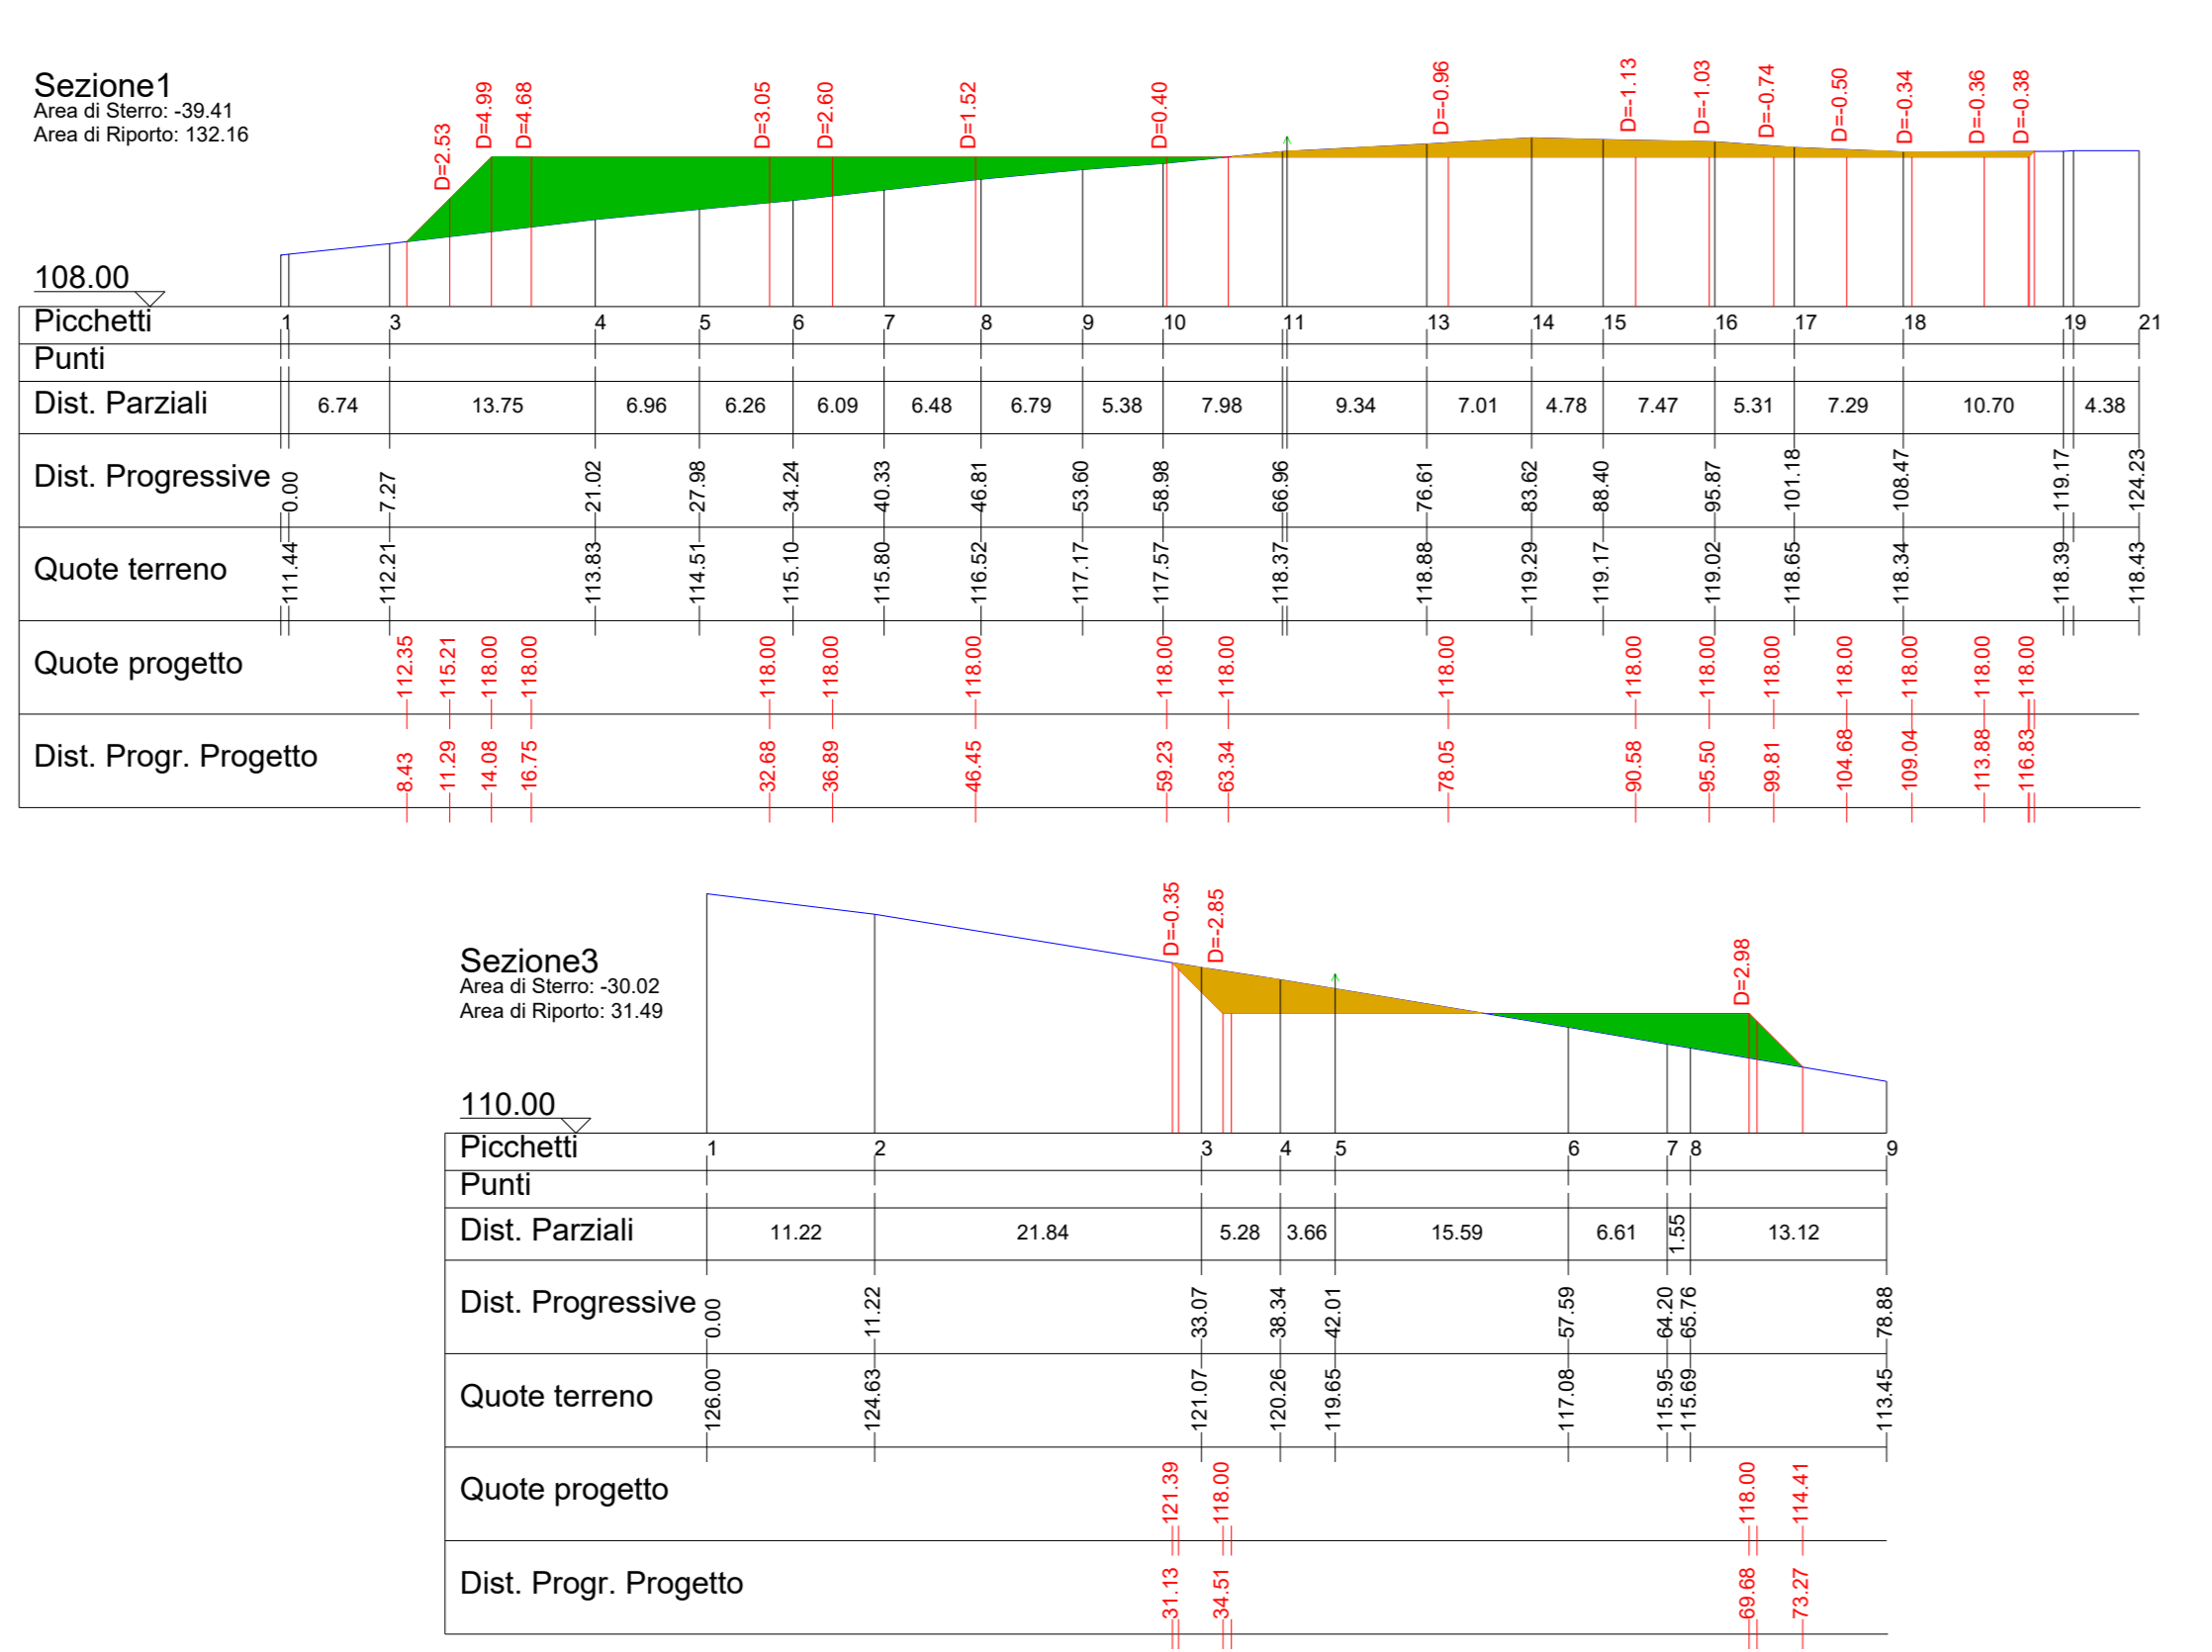 Sezione1
Area di Sterro: -39.41
Area di Riporto: 132.16
D=2.53 D=4.99 D=4.68 D=3.05 D=2.60 D=1.52 D=0.40 D=-0.96 D=-1.13 D=-1.03 D=-0.74 D=-0.50 D=-0.34 D=-0.36 D=-0.38
108.00
Picchetti 1 3 4 5 6 7 8 9 10 11 13 14 15 16 17 18 19 21
Punti
Dist. Parziali 6.74 13.75 6.96 6.26 6.09 6.48 6.79 5.38 7.98 9.34 7.01 4.78 7.47 5.31 7.29 10.70 4.38
Dist. Progressive 0.00 7.27 21.02 27.98 34.24 40.33 46.81 53.60 58.98 66.96 76.61 83.62 88.40 95.87 101.18 108.47 119.17 124.23
Quote terreno 111.44 112.21 113.83 114.51 115.10 115.80 116.52 117.17 117.57 118.37 118.88 119.29 119.17 119.02 118.65 118.34 118.39 118.43
Quote progetto 112.35 115.21 118.00 118.00 118.00 118.00 118.00 118.00 118.00 118.00 118.00 118.00 118.00 118.00 118.00 118.00 118.00
Dist. Progr. Progetto 8.43 11.29 14.08 16.75 32.68 36.89 46.45 59.23 63.34 78.05 90.58 95.50 99.81 104.68 109.04 113.88 116.83
Sezione3
Area di Sterro: -30.02
Area di Riporto: 31.49
D=-0.35 D=-2.85 D=2.98
110.00
Picchetti 1 2 3 4 5 6 7 8 9
Punti
Dist. Parziali 11.22 21.84 5.28 3.66 15.59 6.61 1.55 13.12
Dist. Progressive 0.00 11.22 33.07 38.34 42.01 57.59 64.20 65.76 78.88
Quote terreno 126.00 124.63 121.07 120.26 119.65 117.08 115.95 115.69 113.45
Quote progetto 121.39 118.00 118.00 114.41
Dist. Progr. Progetto 31.13 34.51 69.68 73.27